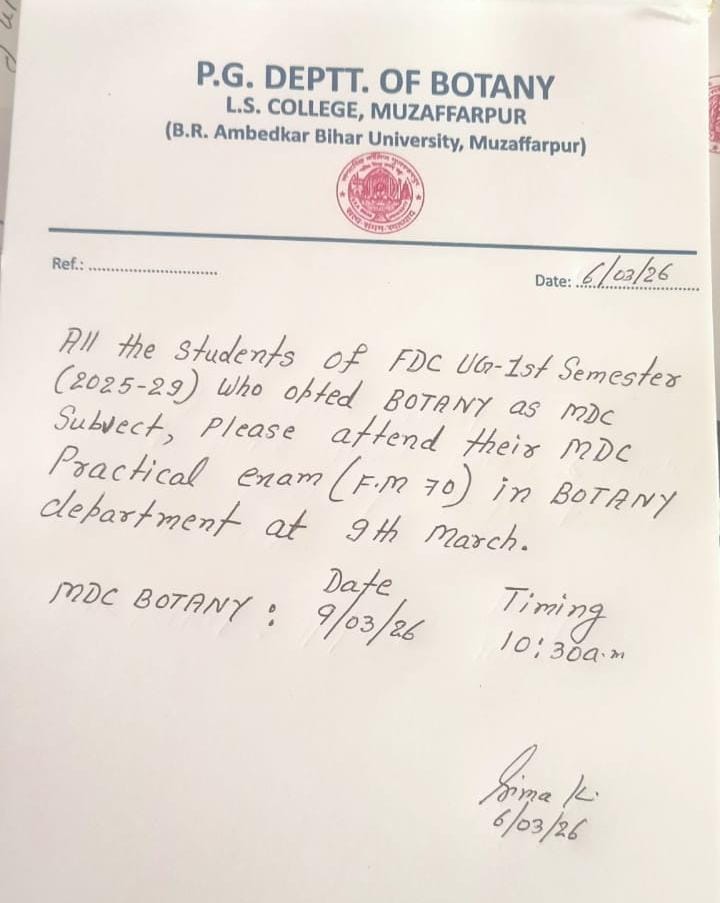 P.G. DEPTT. OF BOTANY
L.S. COLLEGE, MUZAFFARPUR
(B.R. Ambedkar Bihar University, Muzaffarpur)
Ref.: ............................
Date: 6/03/26
All the students of FDC UG-1st Semester
(2025-29) who opted BOTANY as MDC
Subject, Please attend their MDC
Practical exam (F.M 70) in BOTANY
department at 9th March.
Date Timing
MDC BOTANY : 9/03/26 10:30a.m
Sima K.
6/03/26